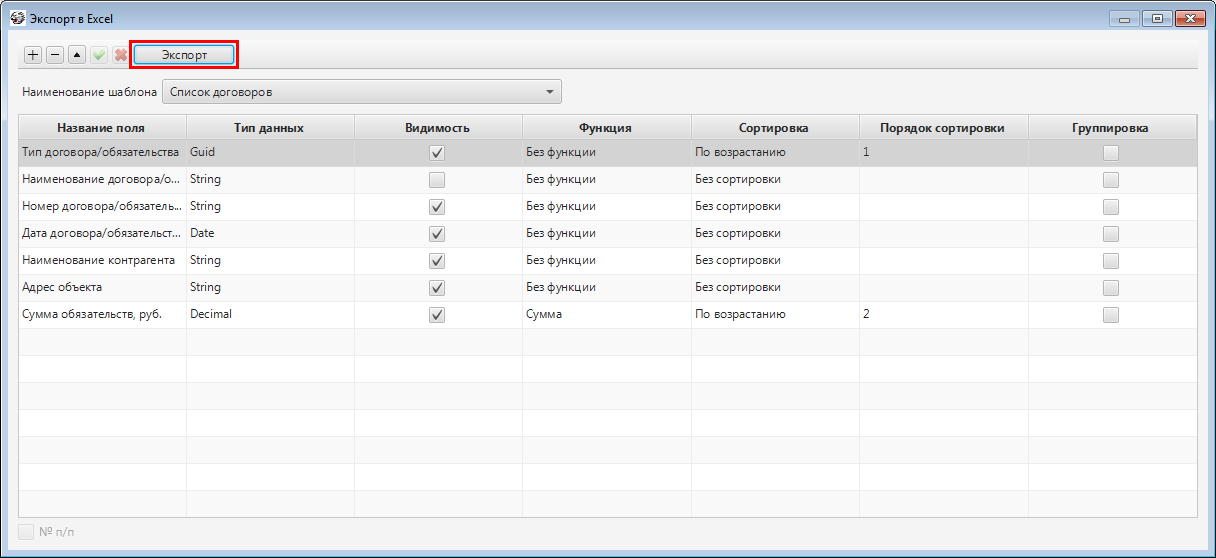 Экспорт в Excel
Экспорт
Наименование шаблона Список договоров
Название поля Тип данных Видимость Функция Сортировка Порядок сортировки Группировка
Тип договора/обязательства Guid Без функции По возрастанию 1
Наименование договора/о... String Без функции Без сортировки
Номер договора/обязатель... String Без функции Без сортировки
Дата договора/обязательст... Date Без функции Без сортировки
Наименование контрагента String Без функции Без сортировки
Адрес объекта String Без функции Без сортировки
Сумма обязательств, руб. Decimal Сумма По возрастанию 2
№ п/п